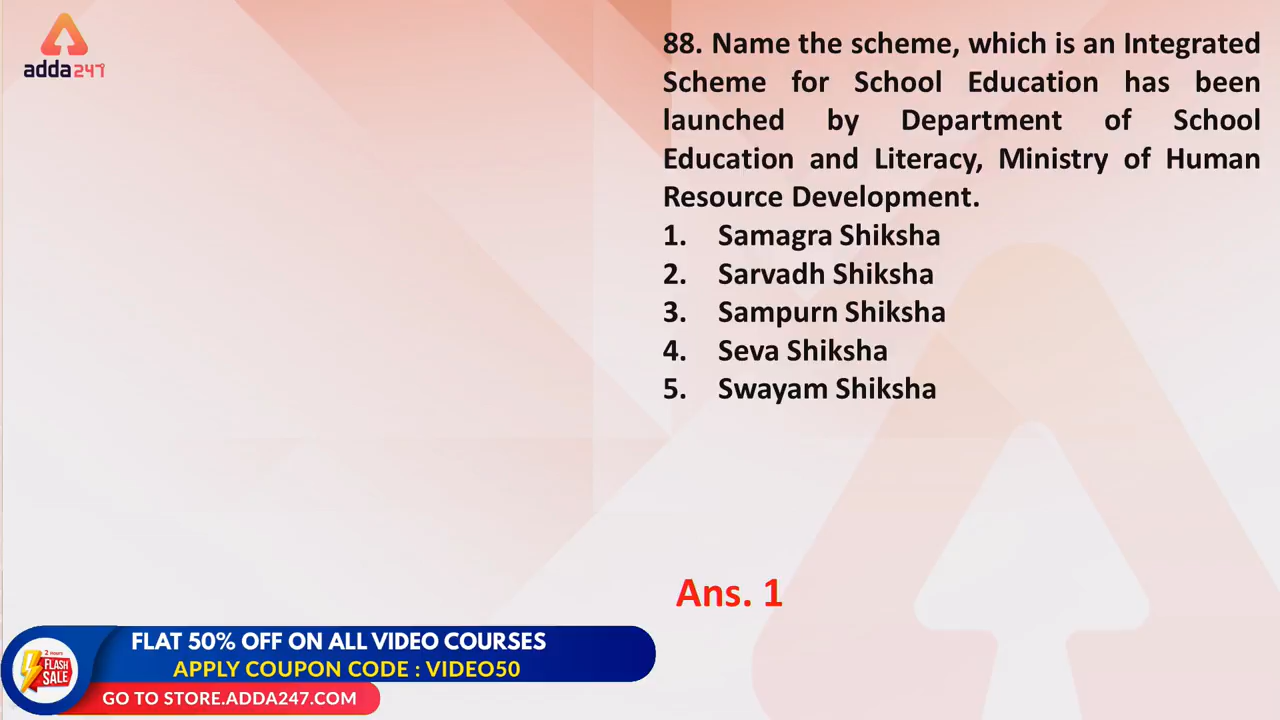 adda247
88. Name the scheme, which is an Integrated
Scheme for School Education has been
launched by Department of School
Education and Literacy, Ministry of Human
Resource Development.
1. Samagra Shiksha
2. Sarvadh Shiksha
3. Sampurn Shiksha
4. Seva Shiksha
5. Swayam Shiksha
Ans. 1
2 Hours
FLASH
SALE
FLAT 50% OFF ON ALL VIDEO COURSES
APPLY COUPON CODE : VIDEO50
GO TO STORE.ADDA247.COM